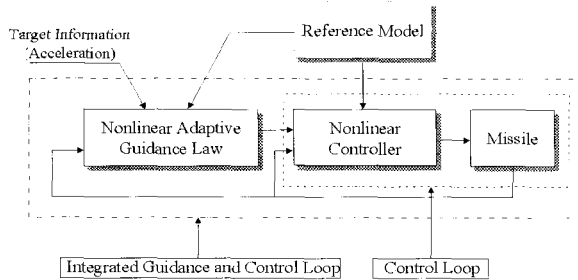 Target Information
(Acceleration)
Reference Model
Nonlinear Adaptive
Guidance Law
Nonlinear
Controller
Missile
Integrated Guidance and Control Loop
Control Loop